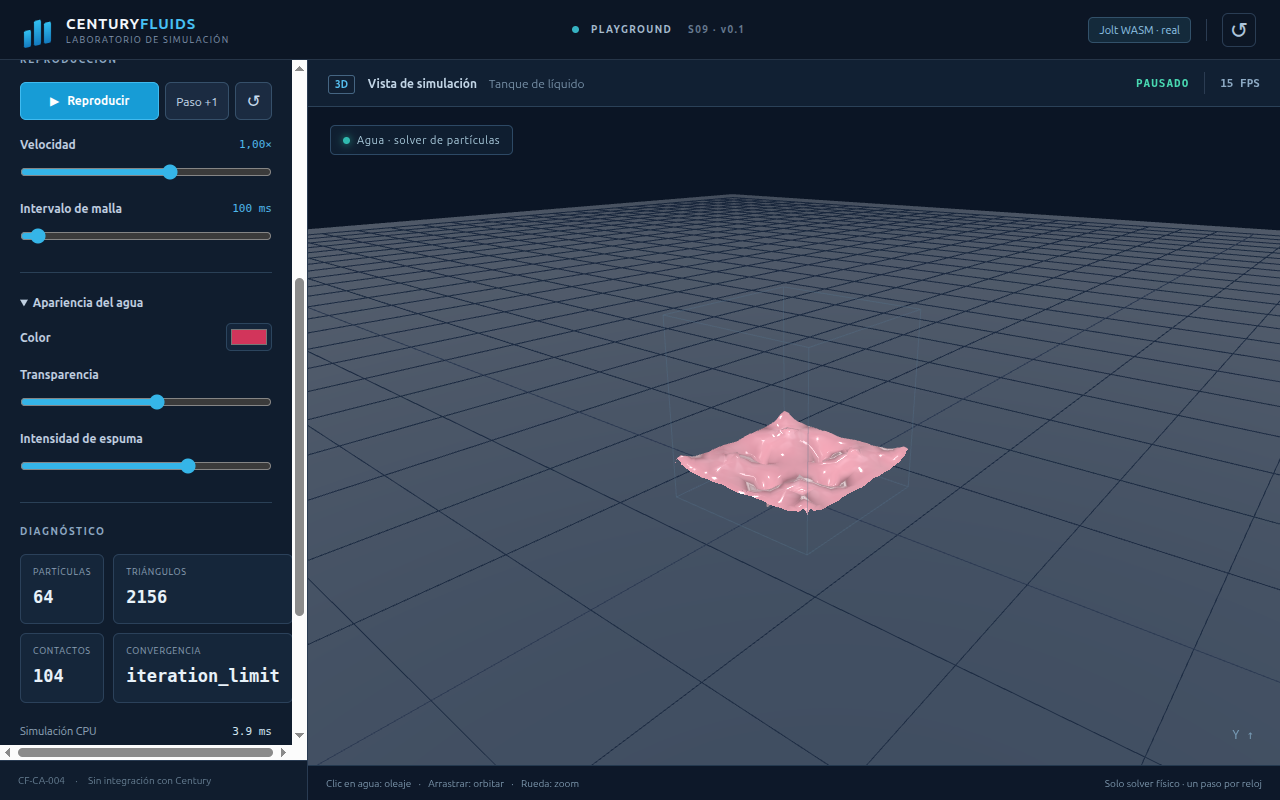 CENTURYFLUIDS
LABORATORIO DE SIMULACIÓN
PLAYGROUND S09 · v0.1
Jolt WASM · real
↺
REPRODUCCIÓN
▶ Reproducir
Paso +1
↺
Velocidad 1,00×
Intervalo de malla 100 ms
▼ Apariencia del agua
Color
Transparencia
Intensidad de espuma
DIAGNÓSTICO
PARTÍCULAS
64
TRIÁNGULOS
2156
CONTACTOS
104
CONVERGENCIA
iteration_limit
Simulación CPU 3.9 ms
CF-CA-004 · Sin integración con Century
3D Vista de simulación Tanque de líquido
PAUSADO 15 FPS
Agua · solver de partículas
Y ↑
Clic en agua: oleaje · Arrastrar: orbitar · Rueda: zoom
Solo solver físico · un paso por reloj